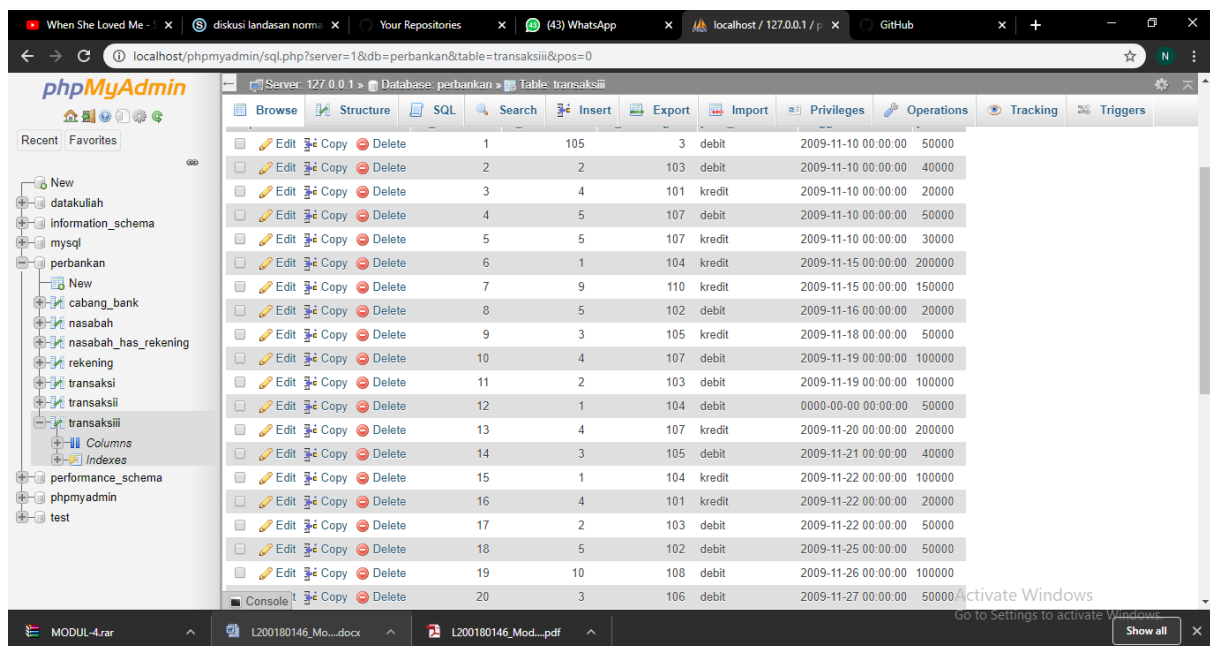 When She Loved Me -
diskusi landasan norma
Your Repositories
(43) WhatsApp
localhost / 127.0.0.1 / p
GitHub
localhost/phpmyadmin/sql.php?server=1&db=perbankan&table=transaksiii&pos=0
N
phpMyAdmin
Recent Favorites
New
datakuliah
information_schema
mysql
perbankan
New
cabang_bank
nasabah
nasabah_has_rekening
rekening
transaksi
transaksii
transaksiii
Columns
Indexes
performance_schema
phpmyadmin
test
Server: 127.0.0.1 » Database: perbankan » Table: transaksiii
Browse Structure SQL Search Insert Export Import Privileges Operations Tracking Triggers
Edit Copy Delete 1 105 3 debit 2009-11-10 00:00:00 50000
Edit Copy Delete 2 2 103 debit 2009-11-10 00:00:00 40000
Edit Copy Delete 3 4 101 kredit 2009-11-10 00:00:00 20000
Edit Copy Delete 4 5 107 debit 2009-11-10 00:00:00 50000
Edit Copy Delete 5 5 107 kredit 2009-11-10 00:00:00 30000
Edit Copy Delete 6 1 104 kredit 2009-11-15 00:00:00 200000
Edit Copy Delete 7 9 110 kredit 2009-11-15 00:00:00 150000
Edit Copy Delete 8 5 102 debit 2009-11-16 00:00:00 20000
Edit Copy Delete 9 3 105 kredit 2009-11-18 00:00:00 50000
Edit Copy Delete 10 4 107 debit 2009-11-19 00:00:00 100000
Edit Copy Delete 11 2 103 debit 2009-11-19 00:00:00 100000
Edit Copy Delete 12 1 104 debit 0000-00-00 00:00:00 50000
Edit Copy Delete 13 4 107 kredit 2009-11-20 00:00:00 200000
Edit Copy Delete 14 3 105 debit 2009-11-21 00:00:00 40000
Edit Copy Delete 15 1 104 kredit 2009-11-22 00:00:00 100000
Edit Copy Delete 16 4 101 kredit 2009-11-22 00:00:00 20000
Edit Copy Delete 17 2 103 debit 2009-11-22 00:00:00 50000
Edit Copy Delete 18 5 102 debit 2009-11-25 00:00:00 50000
Edit Copy Delete 19 10 108 debit 2009-11-26 00:00:00 100000
Copy Delete 20 3 106 debit 2009-11-27 00:00:00 50000
Console
Activate Windows
Go to Settings to activate Windows.
MODUL-4.rar
L200180146_Mo....docx
L200180146_Mod....pdf
Show all